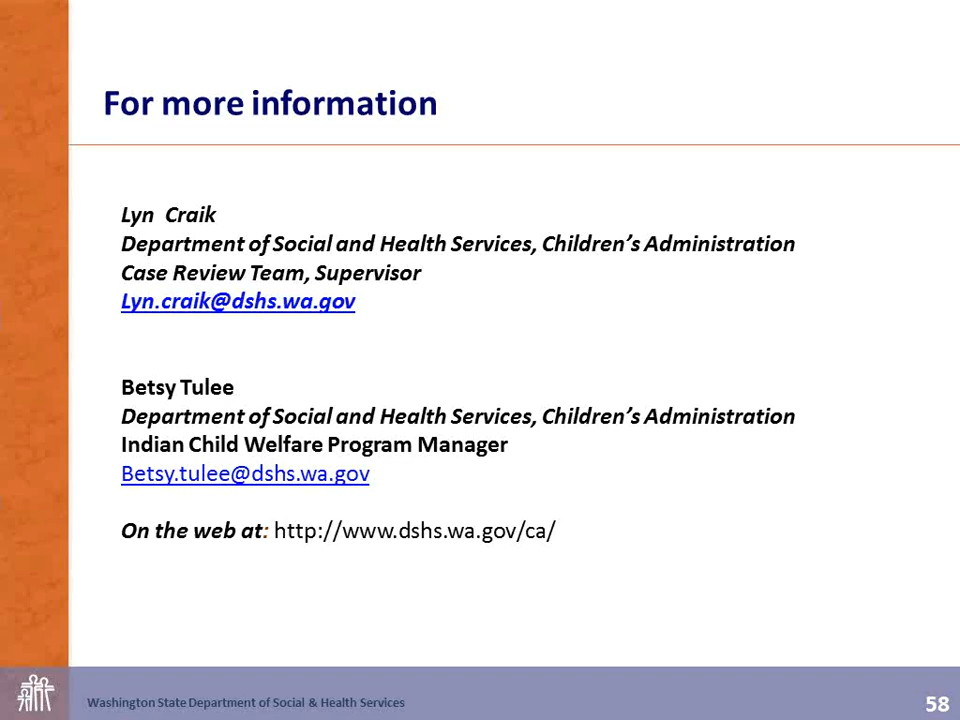 For more information
Lyn Craik
Department of Social and Health Services, Children’s Administration
Case Review Team, Supervisor
Lyn.craik@dshs.wa.gov
Betsy Tulee
Department of Social and Health Services, Children’s Administration
Indian Child Welfare Program Manager
Betsy.tulee@dshs.wa.gov
On the web at: http://www.dshs.wa.gov/ca/
Washington State Department of Social & Health Services
58